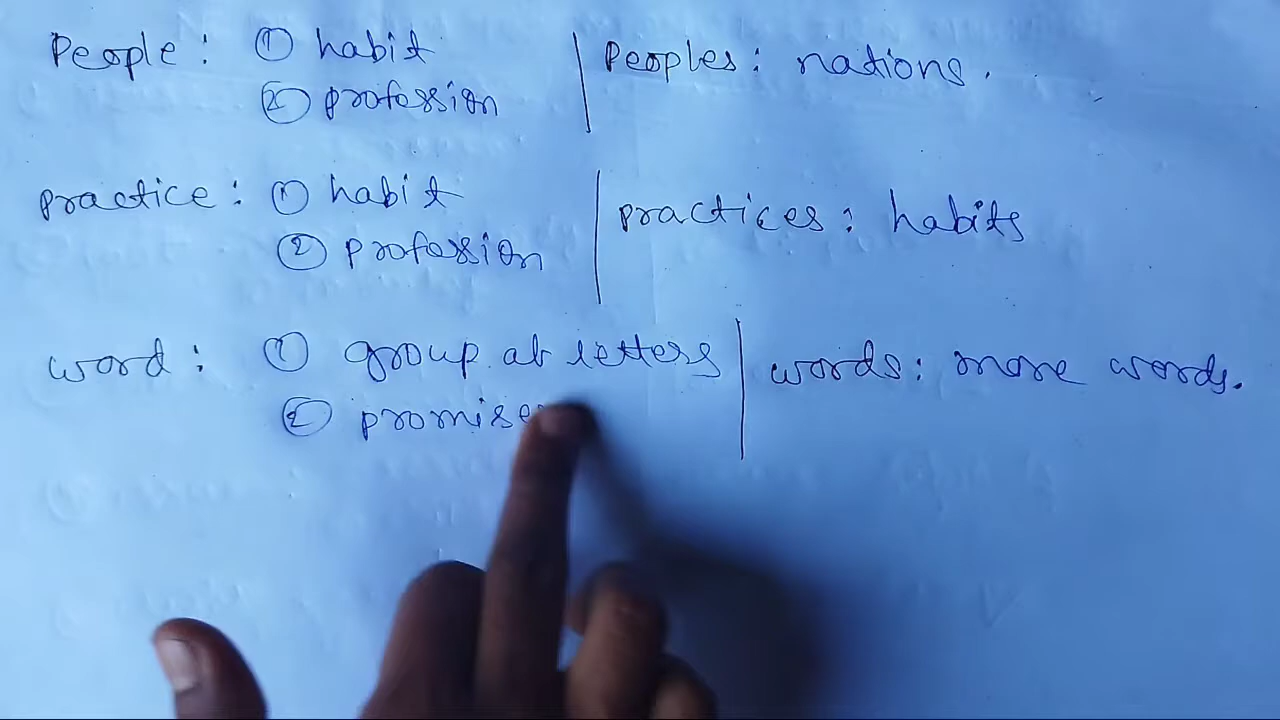 People: ① habit | Peoples: nations.
② profession
practice: ① habit | practices: habits
② profession
word: ① group of letters | words: more words.
② promise